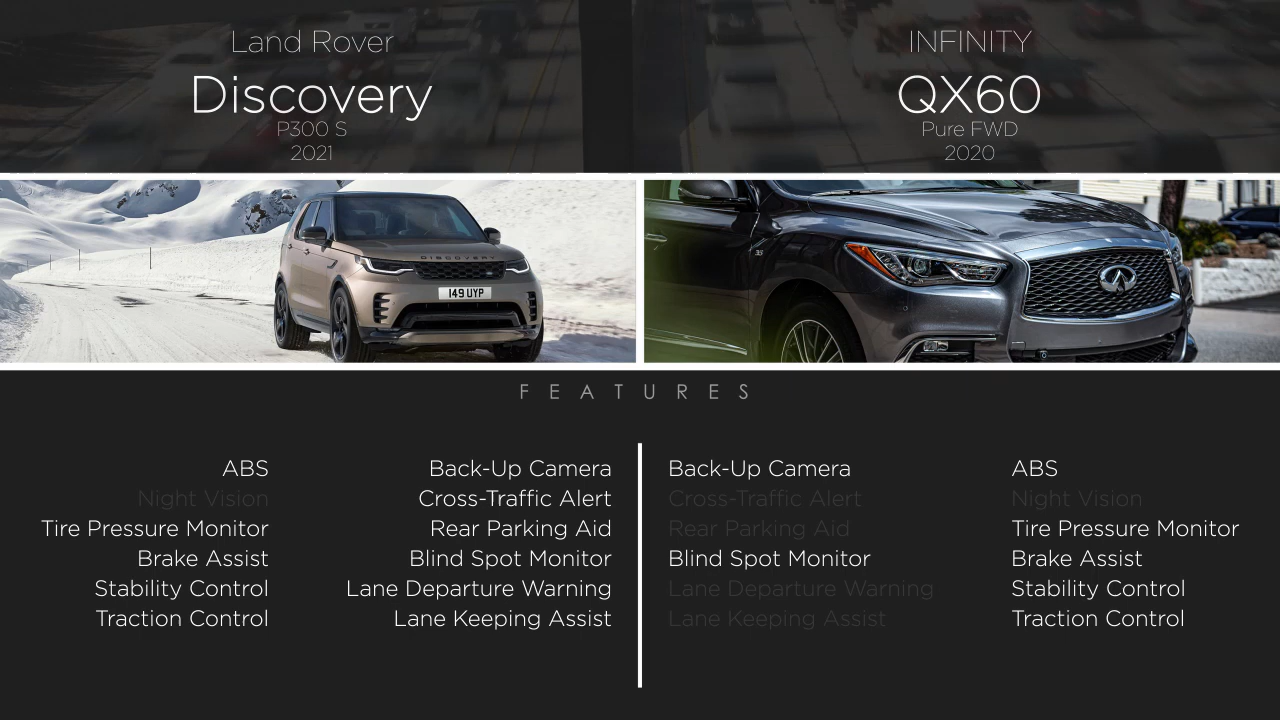 Land Rover
Discovery
P300 S
2021
INFINITY
QX60
Pure FWD
2020
DISCOVERY
149 UYP
FEATURES
ABS
Night Vision
Tire Pressure Monitor
Brake Assist
Stability Control
Traction Control
Back-Up Camera
Cross-Traffic Alert
Rear Parking Aid
Blind Spot Monitor
Lane Departure Warning
Lane Keeping Assist
Back-Up Camera
Cross-Traffic Alert
Rear Parking Aid
Blind Spot Monitor
Lane Departure Warning
Lane Keeping Assist
ABS
Night Vision
Tire Pressure Monitor
Brake Assist
Stability Control
Traction Control